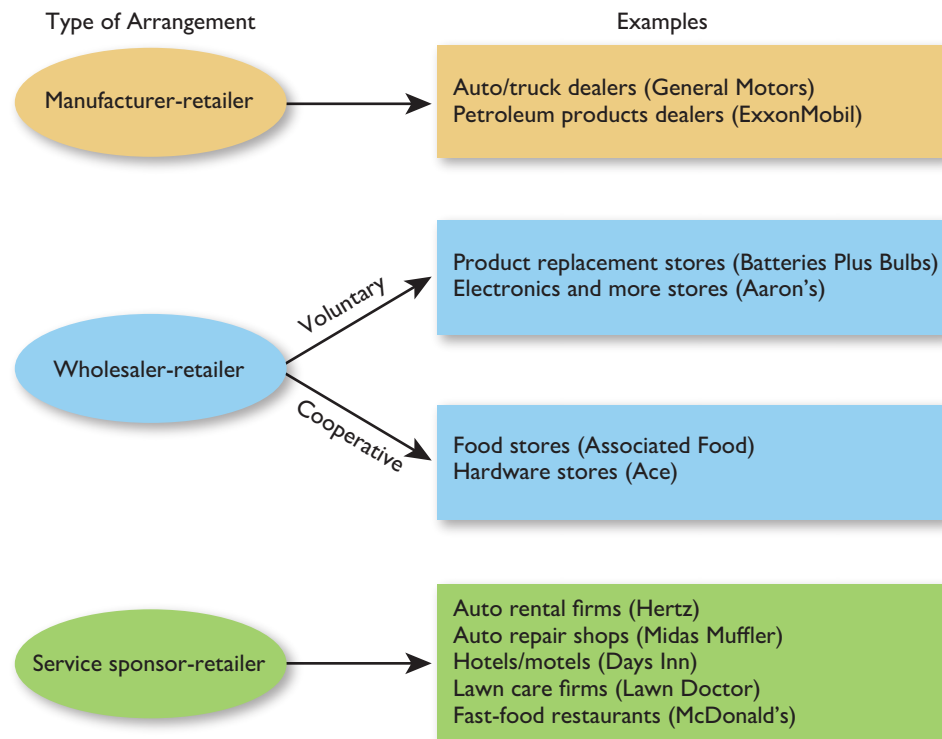 Type of Arrangement
Examples
Manufacturer-retailer
Auto/truck dealers (General Motors)
Petroleum products dealers (ExxonMobil)
Wholesaler-retailer
Voluntary
Product replacement stores (Batteries Plus Bulbs)
Electronics and more stores (Aaron’s)
Cooperative
Food stores (Associated Food)
Hardware stores (Ace)
Service sponsor-retailer
Auto rental firms (Hertz)
Auto repair shops (Midas Muffler)
Hotels/motels (Days Inn)
Lawn care firms (Lawn Doctor)
Fast-food restaurants (McDonald’s)